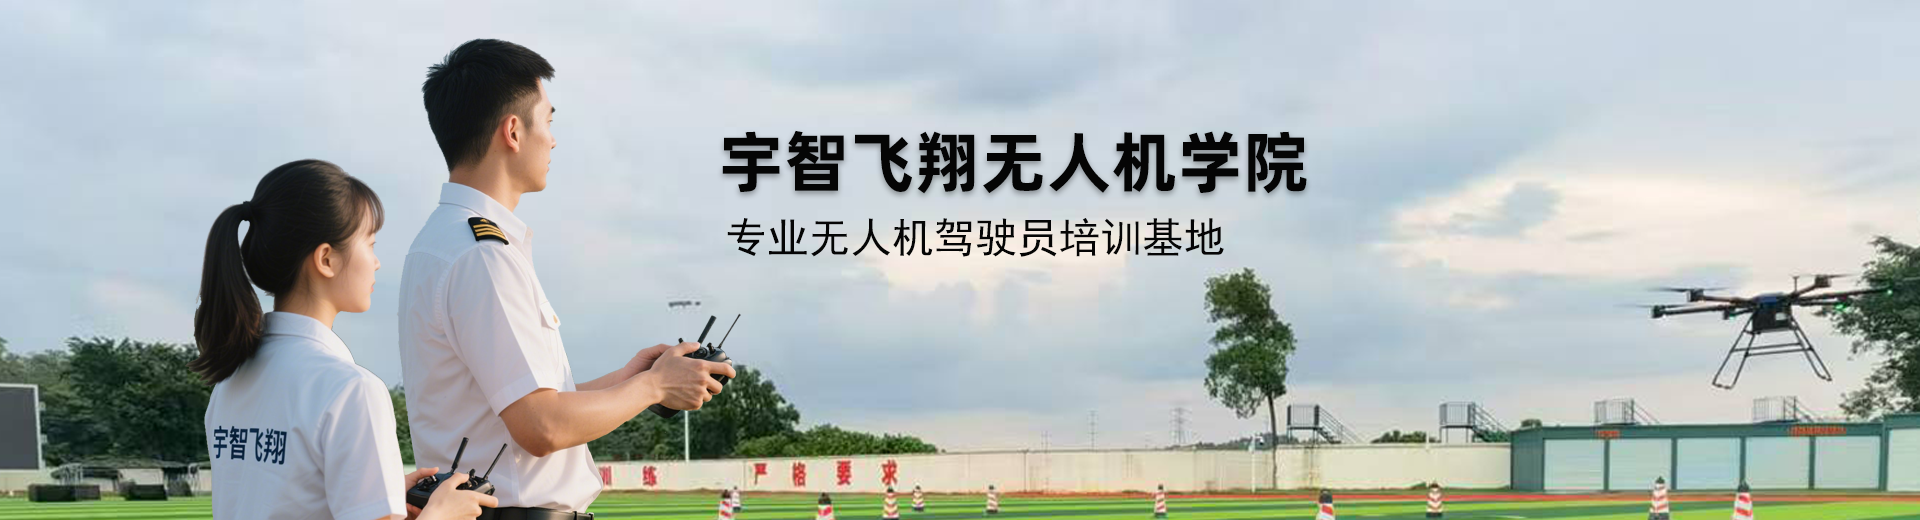 宇智飞翔无人机学院
专业无人机驾驶员培训基地
宇智飞翔
训练 严格要求